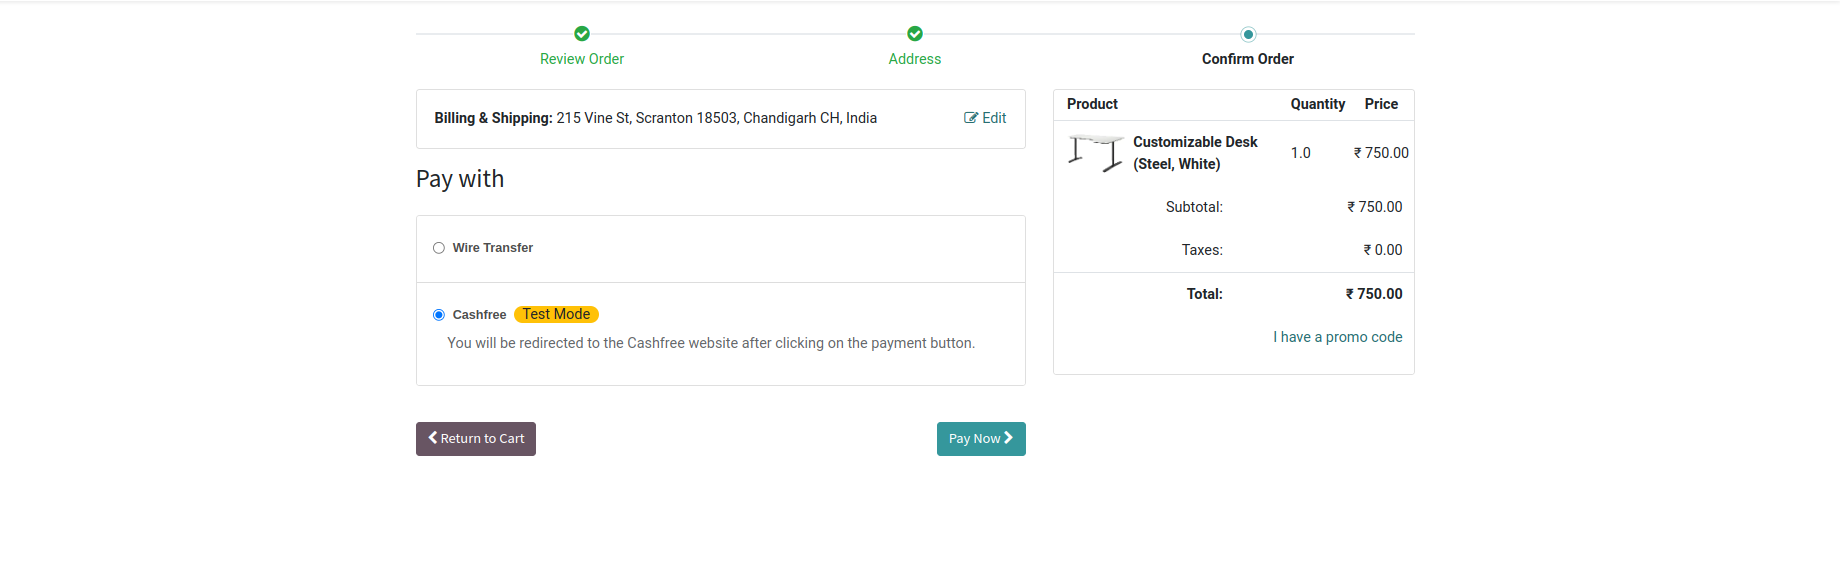 Review Order
Address
Confirm Order
Billing & Shipping: 215 Vine St, Scranton 18503, Chandigarh CH, India
Edit
Pay with
Wire Transfer
Cashfree Test Mode
You will be redirected to the Cashfree website after clicking on the payment button.
Return to Cart
Pay Now
Product Quantity Price
Customizable Desk
(Steel, White)
1.0 ₹ 750.00
Subtotal: ₹ 750.00
Taxes: ₹ 0.00
Total: ₹ 750.00
I have a promo code